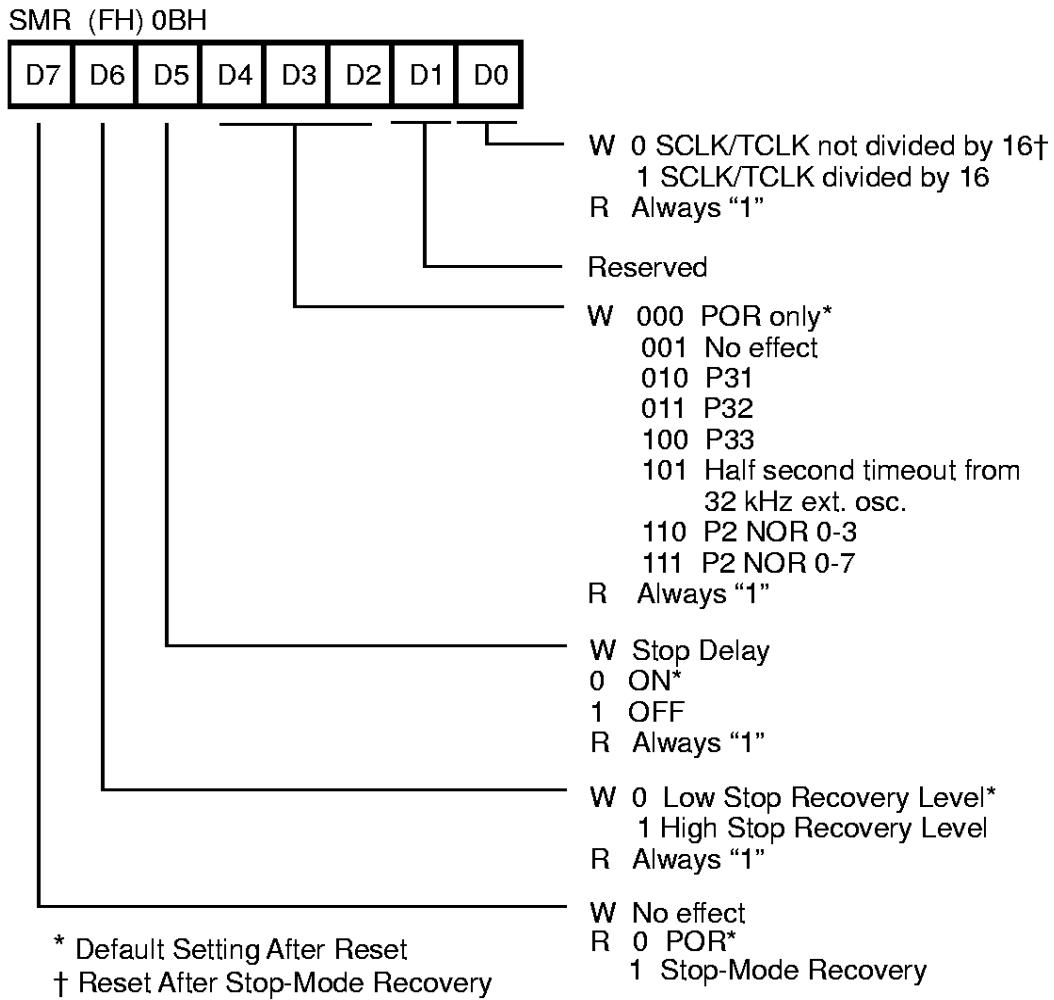 SMR (FH) 0BH
D7 D6 D5 D4 D3 D2 D1 D0
W 0 SCLK/TCLK not divided by 16†
1 SCLK/TCLK divided by 16
R Always “1”
Reserved
W 000 POR only*
001 No effect
010 P31
011 P32
100 P33
101 Half second timeout from
32 kHz ext. osc.
110 P2 NOR 0-3
111 P2 NOR 0-7
R Always “1”
W Stop Delay
0 ON*
1 OFF
R Always “1”
W 0 Low Stop Recovery Level*
1 High Stop Recovery Level
R Always “1”
W No effect
R 0 POR*
1 Stop-Mode Recovery
* Default Setting After Reset
† Reset After Stop-Mode Recovery